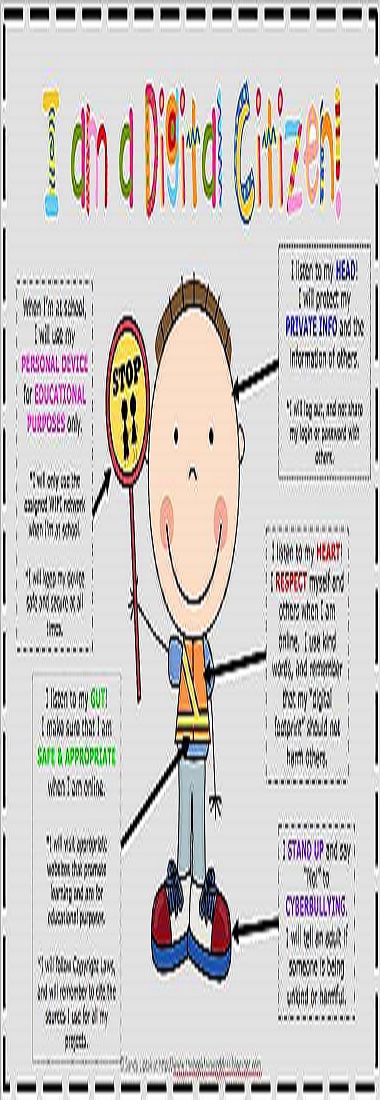 I am a Digital Citizen!
I listen to my HEAD!
I will protect my
PRIVATE INFO and the
information of others.
*I will log out, and not share
my login or password with
others.
When I'm at school,
I will use my
PERSONAL DEVICE
for EDUCATIONAL
PURPOSES only.
*I will only use the
assigned WIFI network
when I'm at school.
*I will keep my device
safe and secure at all
times.
STOP
I listen to my HEART!
I RESPECT myself and
others when I am
online. I use kind
words, and remember
that my "digital
footprint" should not
harm others.
I listen to my GUT!
I make sure that I am
SAFE & APPROPRIATE
when I am online.
*I will visit appropriate
websites that promote
learning and are for
educational purposes.
*I will follow Copyright Laws,
and will remember to cite the
sources I use for all my
projects.
I STAND UP and say
"No!" to
CYBERBULLYING.
I will tell an adult if
someone is being
unkind or harmful.